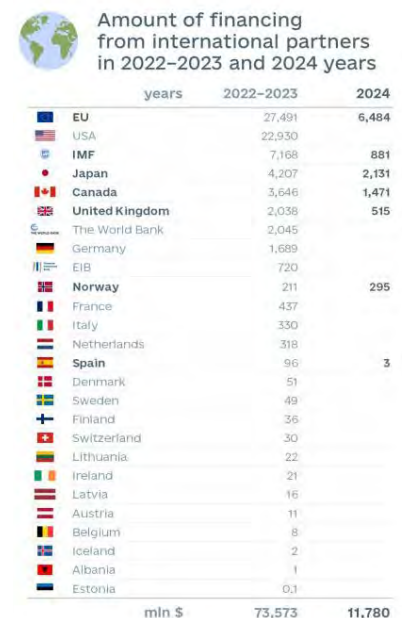 Amount of financing
from international partners
in 2022–2023 and 2024 years
years 2022–2023 2024
EU 27,491 6,484
USA 22,930
IMF 7,168 881
Japan 4,207 2,131
Canada 3,646 1,471
United Kingdom 2,038 515
The World Bank 2,045
Germany 1,689
EIB 720
Norway 211 295
France 437
Italy 330
Netherlands 318
Spain 96 3
Denmark 51
Sweden 49
Finland 36
Switzerland 30
Lithuania 22
Ireland 21
Latvia 16
Austria 11
Belgium 8
Iceland 2
Albania 1
Estonia 0,1
mln $ 73,573 11,780